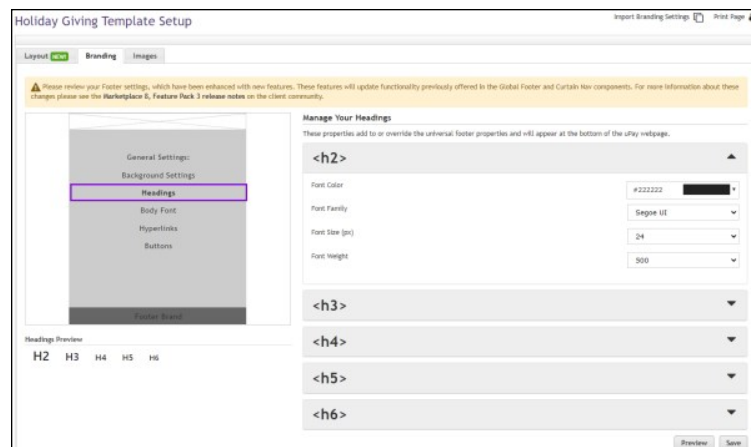 Holiday Giving Template Setup
Import Branding Settings
Print Page
Layout NEW!
Branding
Images
Please review your Footer settings, which have been enhanced with new features. These features will update functionality previously offered in the Global Footer and Curtain Nav components. For more information about these
changes please see the Marketplace 8, Feature Pack 3 release notes on the client community.
General Settings:
Background Settings
Headings
Body Font
Hyperlinks
Buttons
Footer Brand
Headings Preview
H2 H3 H4 H5 H6
Manage Your Headings
These properties add to or override the universal footer properties and will appear at the bottom of the uPay webpage.
<h2>
Font Color
#222222
Font Family
Segoe UI
Font Size (px)
24
Font Weight
500
<h3>
<h4>
<h5>
<h6>
Preview
Save